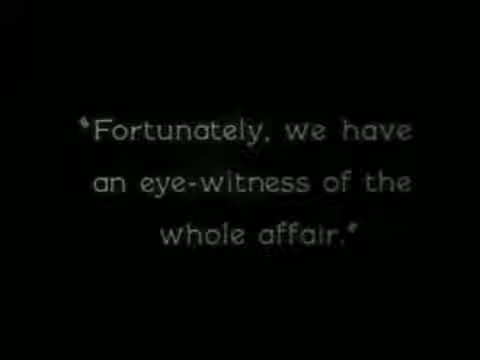 "Fortunately, we have
an eye-witness of the
whole affair."